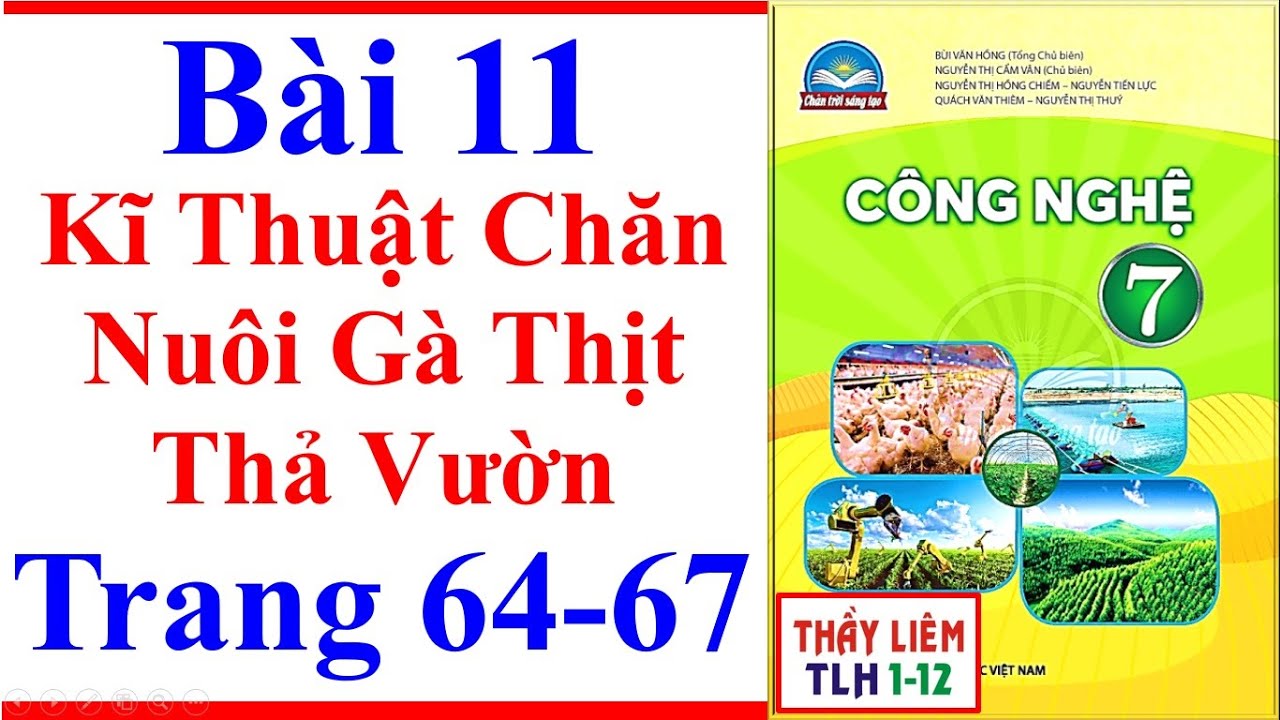 Bài 11
Kĩ Thuật Chăn
Nuôi Gà Thịt
Thả Vườn
Trang 64-67
Chân trời sáng tạo
BÙI VĂN HỒNG (Tổng Chủ biên)
NGUYỄN THỊ CẨM VÂN (Chủ biên)
NGUYỄN THỊ HỒNG CHIẾM – NGUYỄN TIẾN LỰC
QUÁCH VĂN THIÊM – NGUYỄN THỊ THUÝ
CÔNG NGHỆ
7
THẦY LIÊM
TLH 1-12
C VIỆT NAM